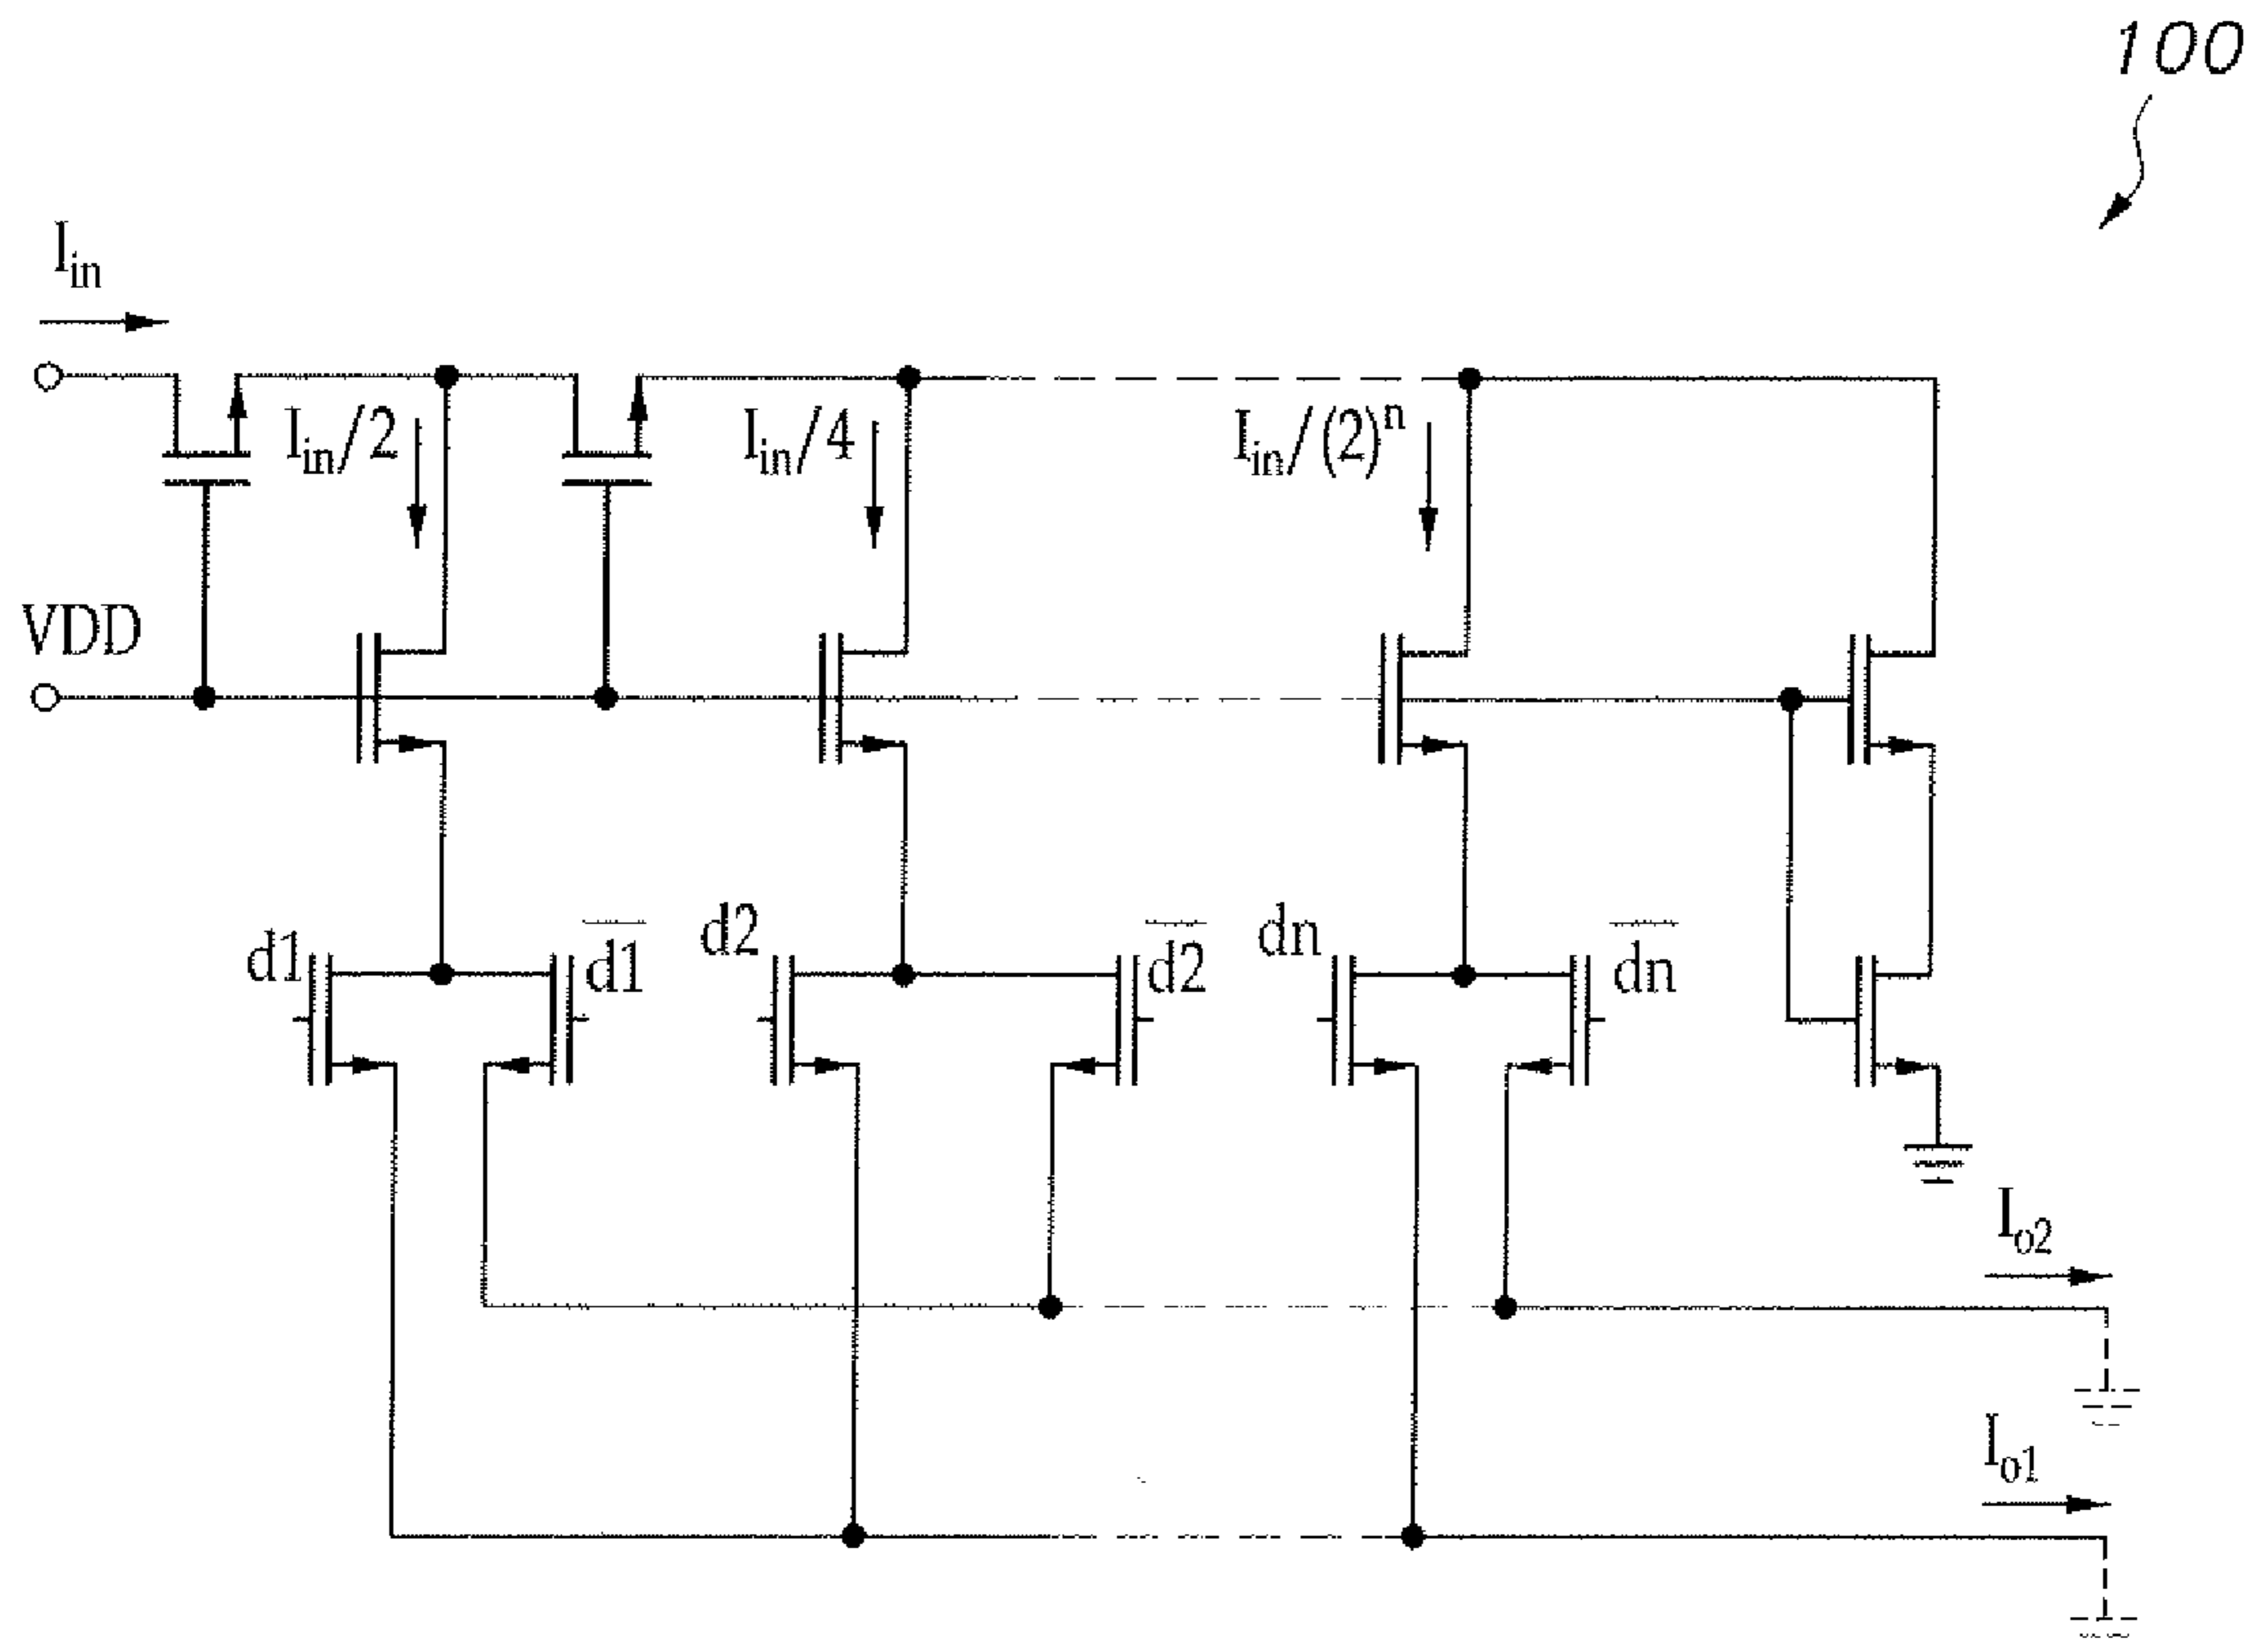 100
I_in
I_in/2
I_in/4
I_in/(2)^n
VDD
d1
d1̅
d2
d2̅
dn
dn̅
I_o2
I_o1